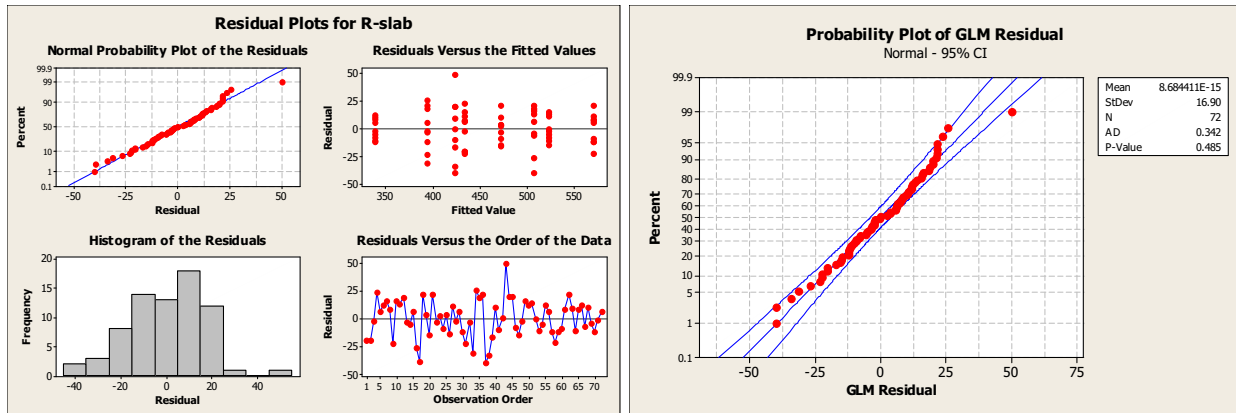 Residual Plots for R-slab
Normal Probability Plot of the Residuals
99.9
99
90
50
10
1
0.1
Percent
-50 -25 0 25 50
Residual
Residuals Versus the Fitted Values
50
25
0
-25
-50
Residual
350 400 450 500 550
Fitted Value
Histogram of the Residuals
20
15
10
5
0
Frequency
-40 -20 0 20 40
Residual
Residuals Versus the Order of the Data
50
25
0
-25
-50
Residual
1 5 10 15 20 25 30 35 40 45 50 55 60 65 70
Observation Order
Probability Plot of GLM Residual
Normal - 95% CI
99.9
99
95
90
80
70
60
50
40
30
20
10
5
1
0.1
Percent
-50 -25 0 25 50 75
GLM Residual
Mean 8.684411E-15
StDev 16.90
N 72
AD 0.342
P-Value 0.485